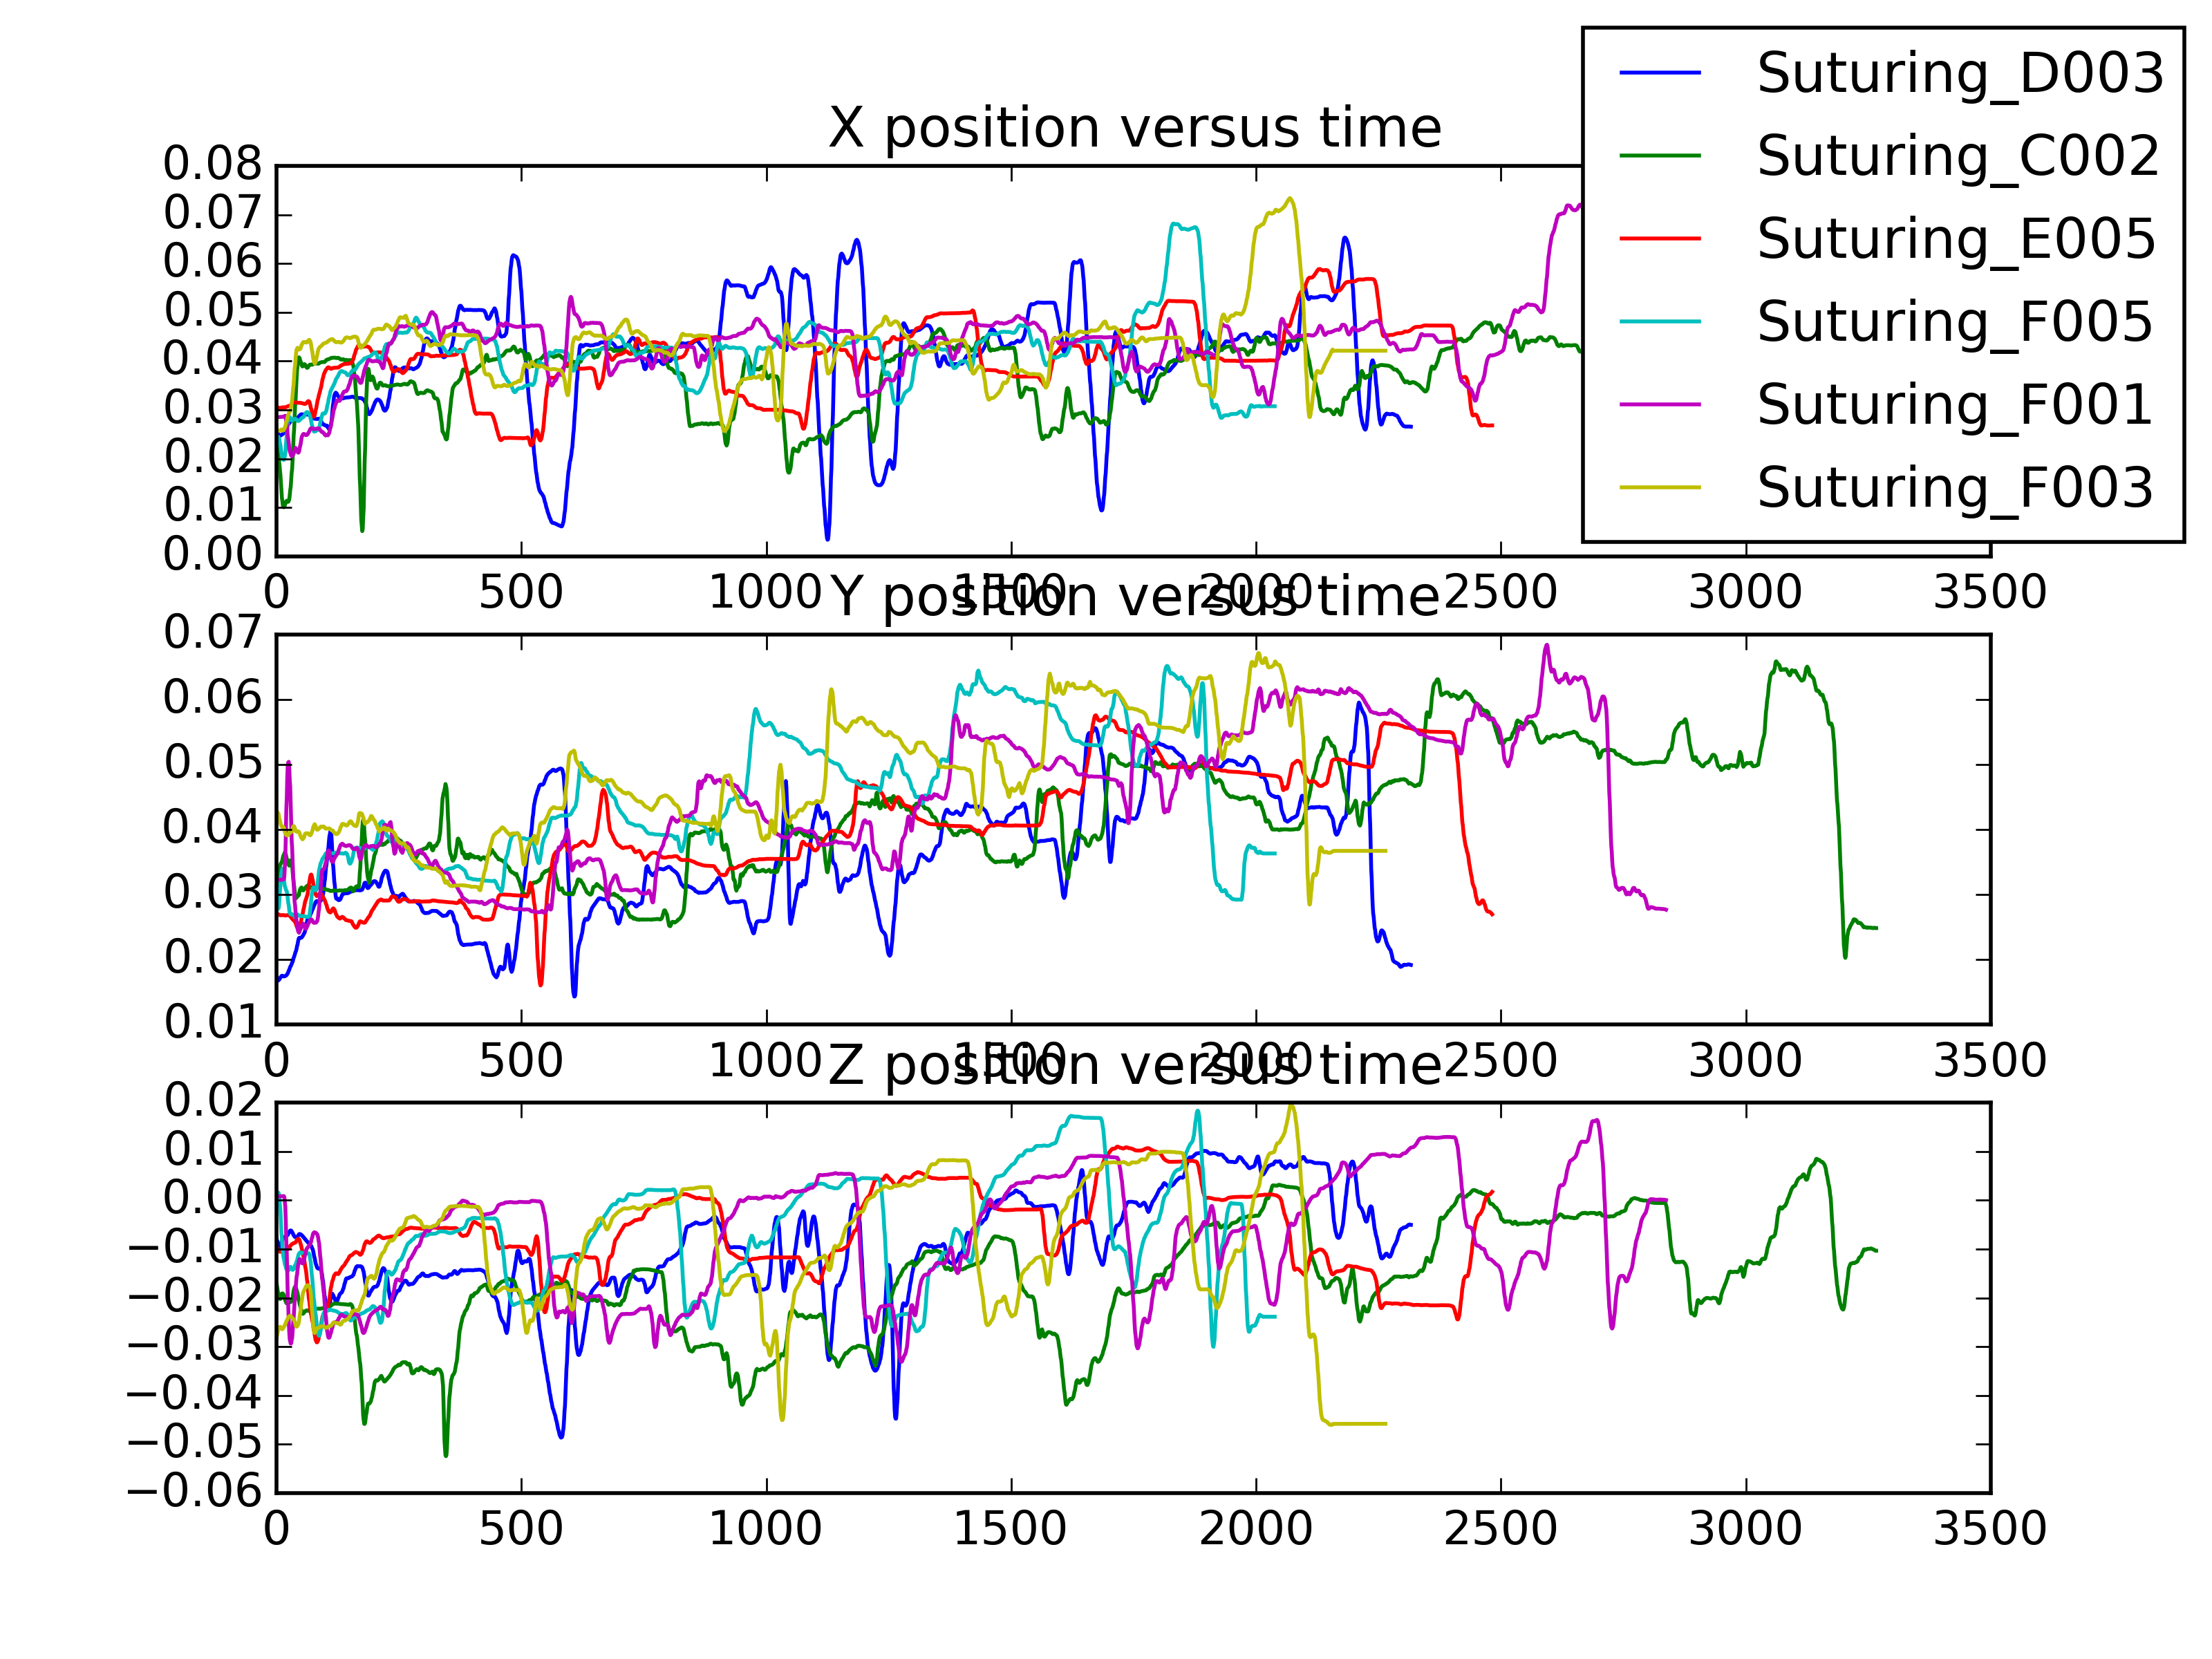 Suturing_D003
Suturing_C002
Suturing_E005
Suturing_F005
Suturing_F001
Suturing_F003
X position versus time
0.08
0.07
0.06
0.05
0.04
0.03
0.02
0.01
0.00
0 500 1000 1500 2000 2500 3000 3500
Y position versus time
0.07
0.06
0.05
0.04
0.03
0.02
0.01
0 500 1000 1500 2000 2500 3000 3500
Z position versus time
0.02
0.01
0.00
−0.01
−0.02
−0.03
−0.04
−0.05
−0.06
0 500 1000 1500 2000 2500 3000 3500